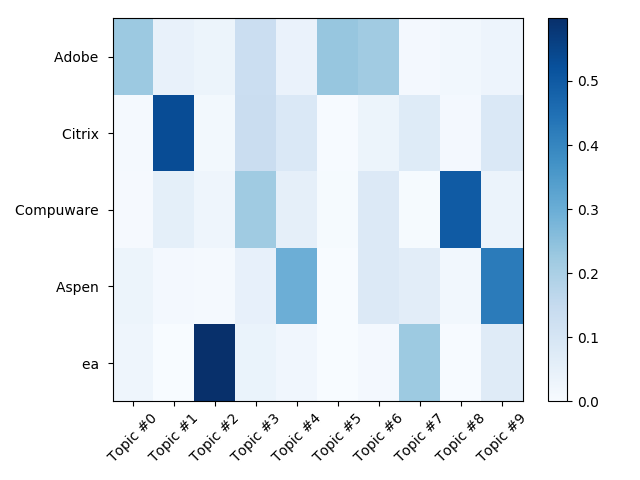 Adobe
Citrix
Compuware
Aspen
ea
Topic #0
Topic #1
Topic #2
Topic #3
Topic #4
Topic #5
Topic #6
Topic #7
Topic #8
Topic #9
0.5
0.4
0.3
0.2
0.1
0.0